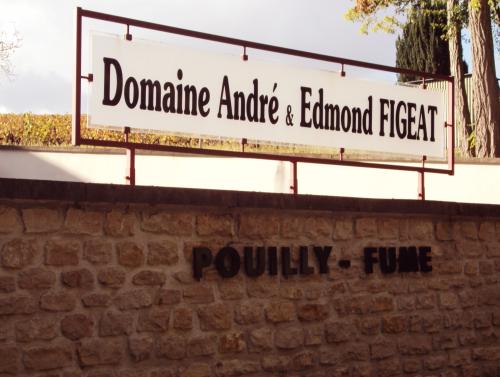 Domaine André & Edmond FIGEAT
POUILLY - FUME